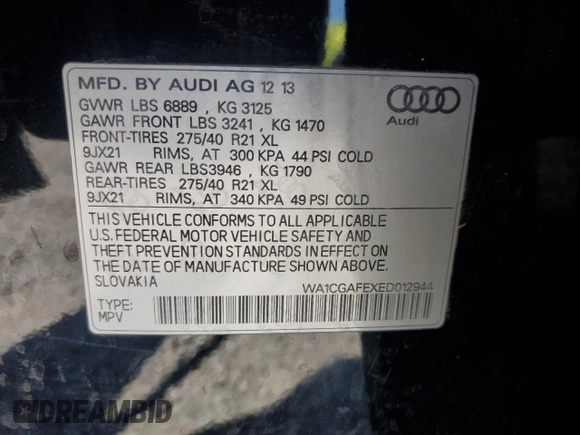 MFD. BY AUDI AG 12 13
GVWR LBS 6889 , KG 3125
GAWR FRONT LBS 3241 , KG 1470
FRONT-TIRES 275/40 R21 XL
9JX21 RIMS, AT 300 KPA 44 PSI COLD
GAWR REAR LBS3946 , KG 1790
REAR-TIRES 275/40 R21 XL
9JX21 RIMS, AT 340 KPA 49 PSI COLD
THIS VEHICLE CONFORMS TO ALL APPLICABLE
U.S. FEDERAL MOTOR VEHICLE SAFETY AND
THEFT PREVENTION STANDARDS IN EFFECT ON
THE DATE OF MANUFACTURE SHOWN ABOVE.
SLOVAKIA
Audi
WA1CGAFEXED012944
TYPE:
MPV
DREAMBID